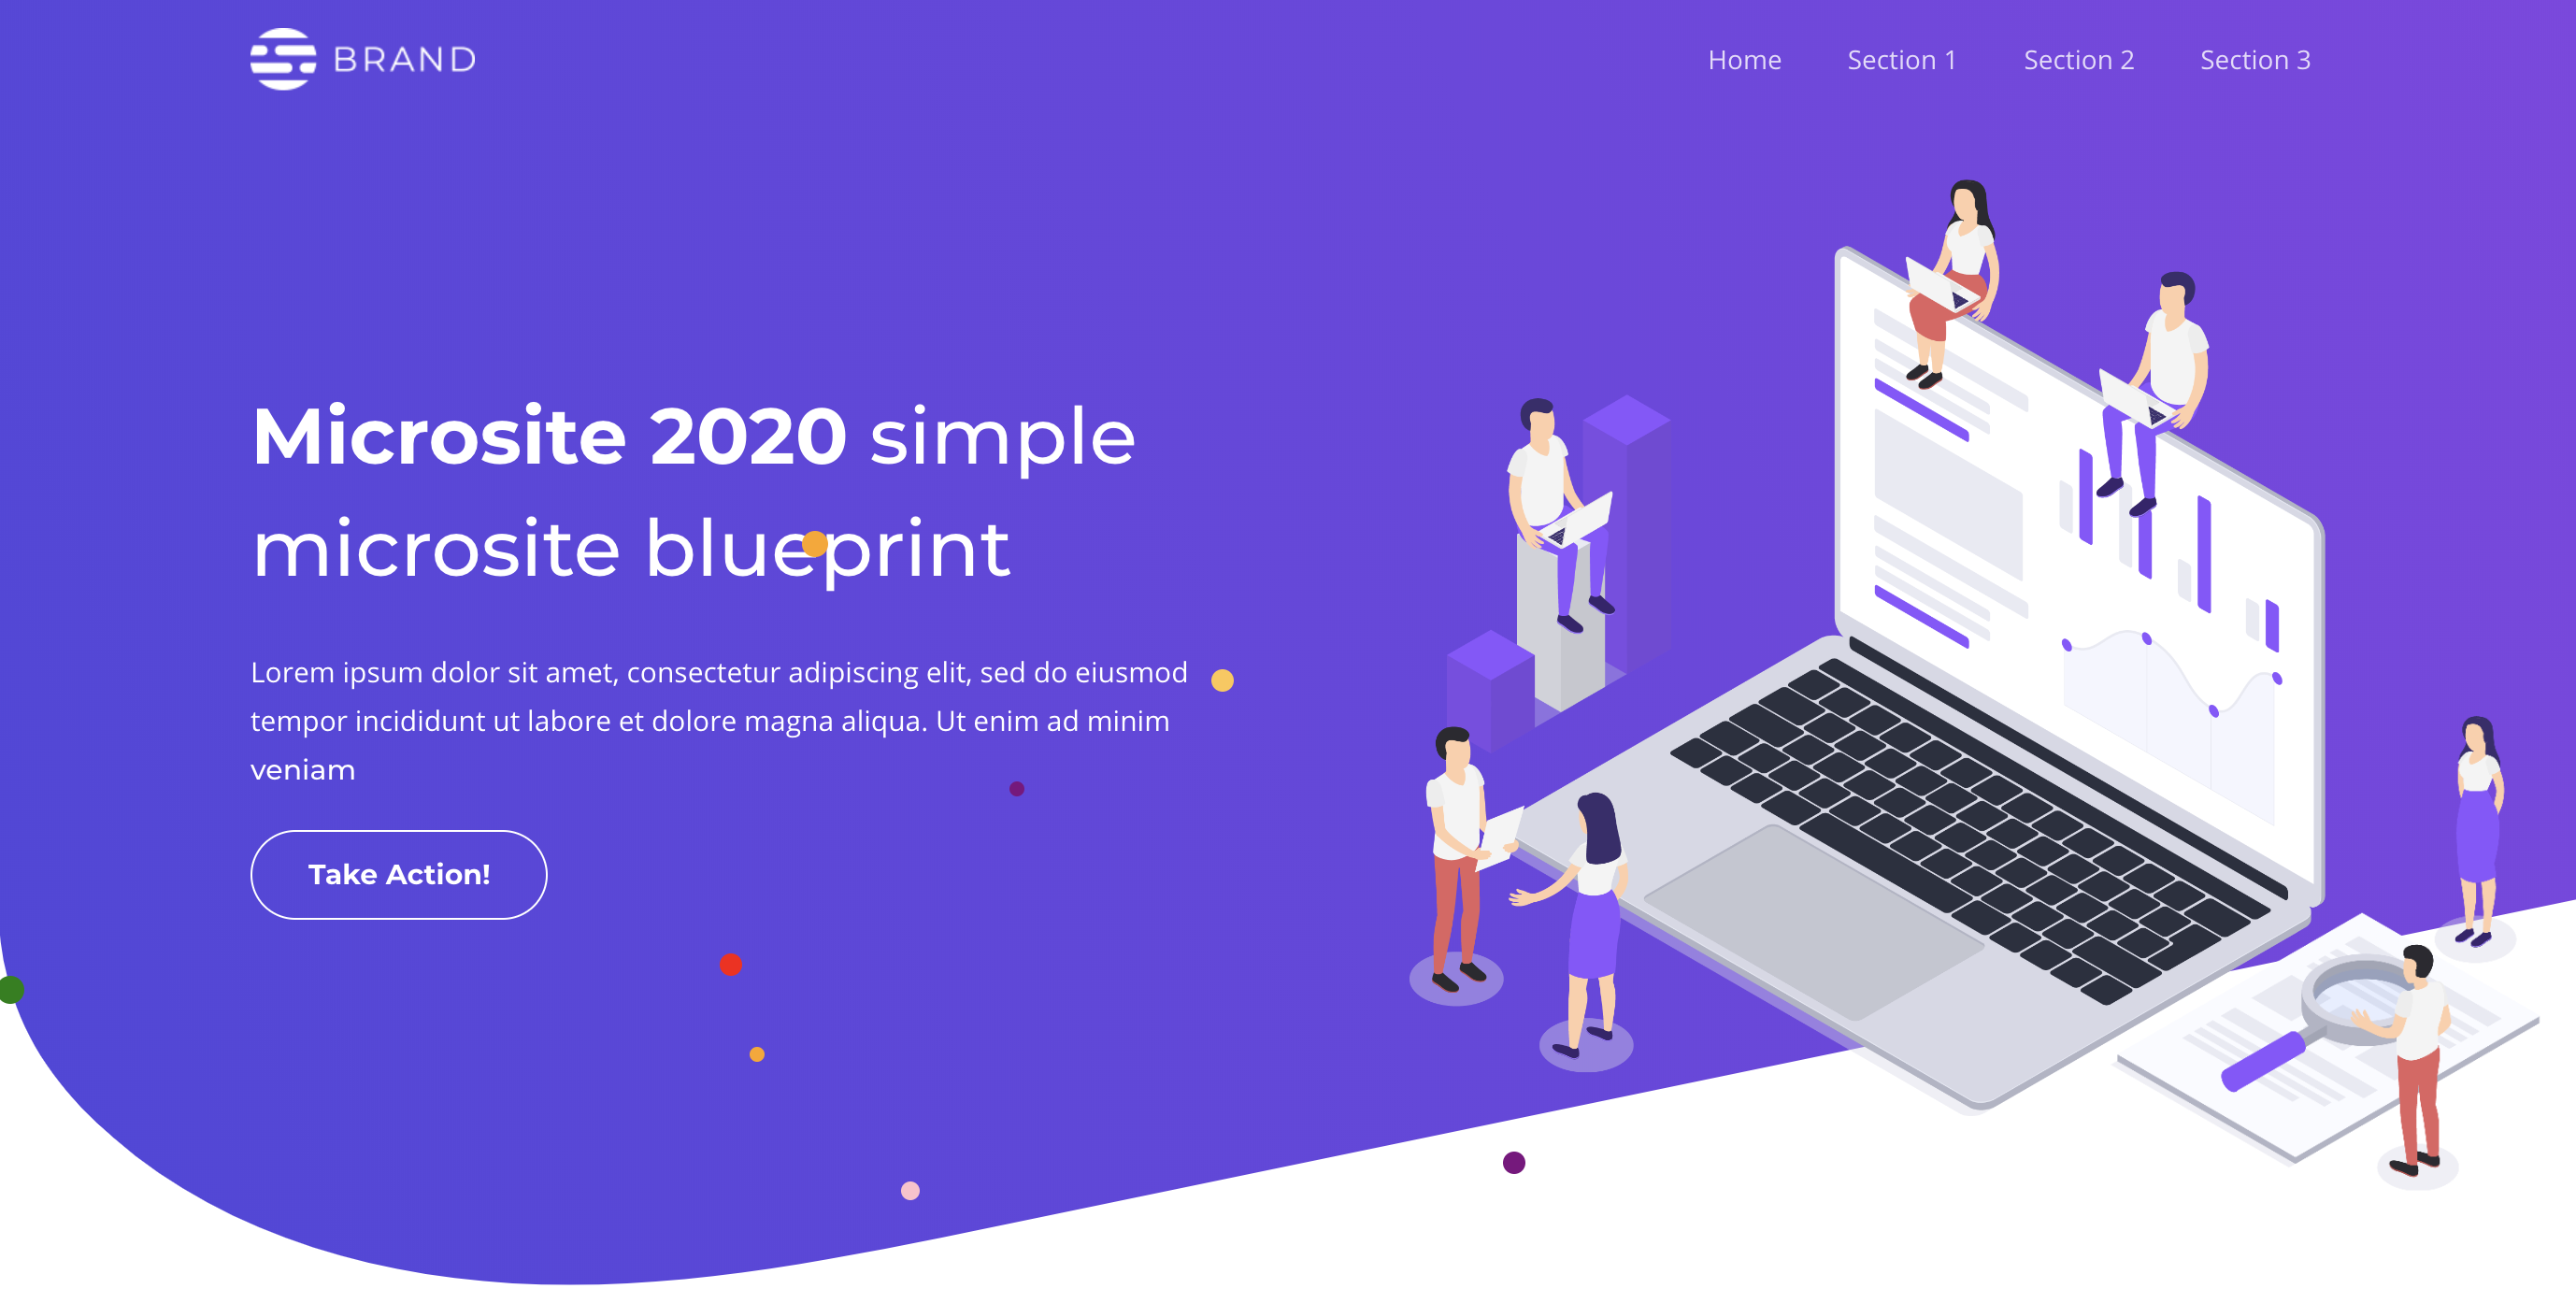 BRAND
Home
Section 1
Section 2
Section 3
Microsite 2020 simple
microsite blueprint
Lorem ipsum dolor sit amet, consectetur adipiscing elit, sed do eiusmod
tempor incididunt ut labore et dolore magna aliqua. Ut enim ad minim
veniam
Take Action!